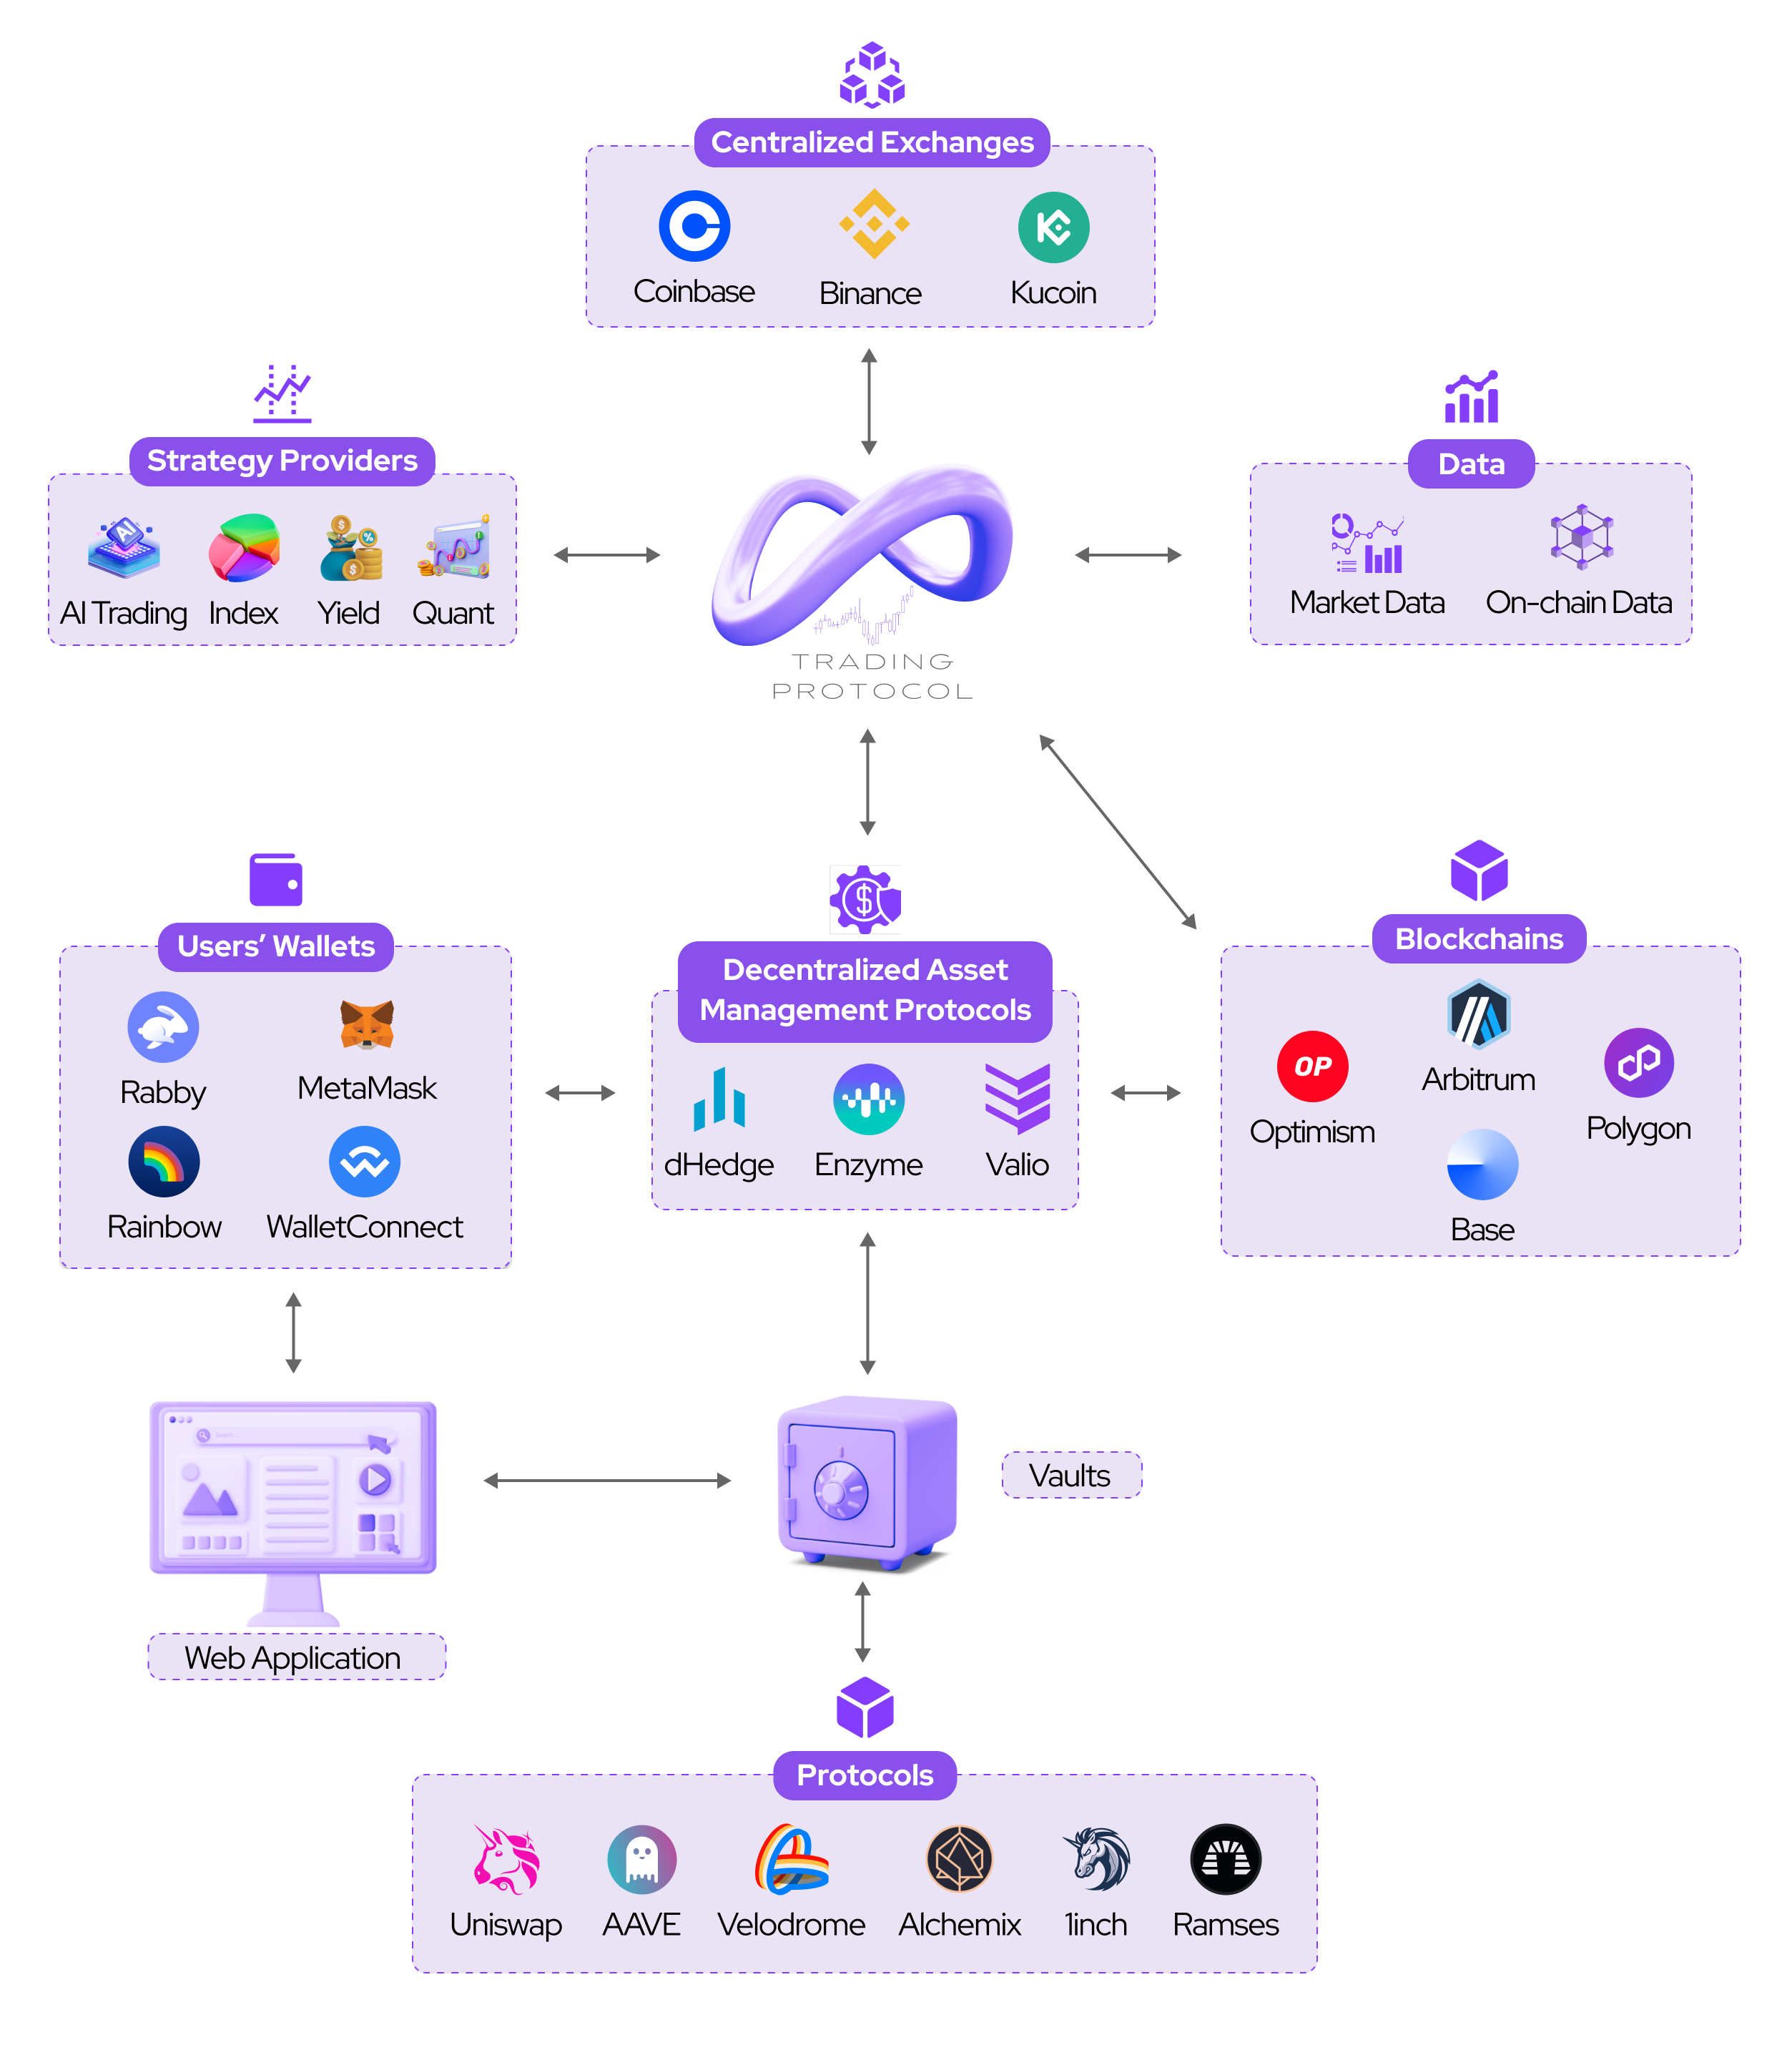 Centralized Exchanges
Coinbase
Binance
Kucoin
Strategy Providers
AI Trading
Index
Yield
Quant
Data
Market Data
On-chain Data
TRADING
PROTOCOL
Users’ Wallets
Rabby
MetaMask
Rainbow
WalletConnect
Decentralized Asset
Management Protocols
dHedge
Enzyme
Valio
Blockchains
OP
Optimism
Arbitrum
Polygon
Base
Search...
Web Application
Vaults
Protocols
Uniswap
AAVE
Velodrome
Alchemix
1inch
Ramses